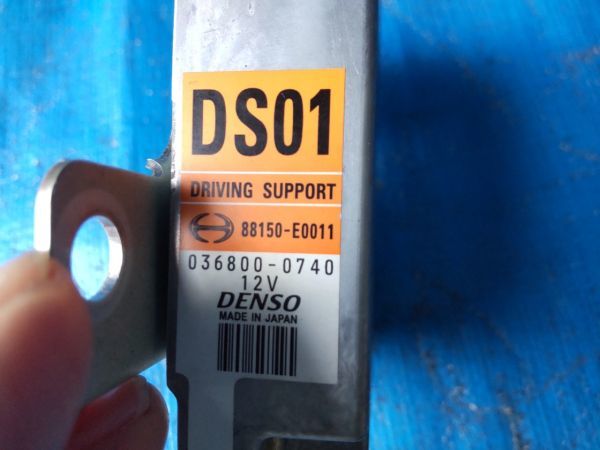 DS01
DRIVING SUPPORT
88150-E0011
036800-0740
12V
DENSO
MADE IN JAPAN